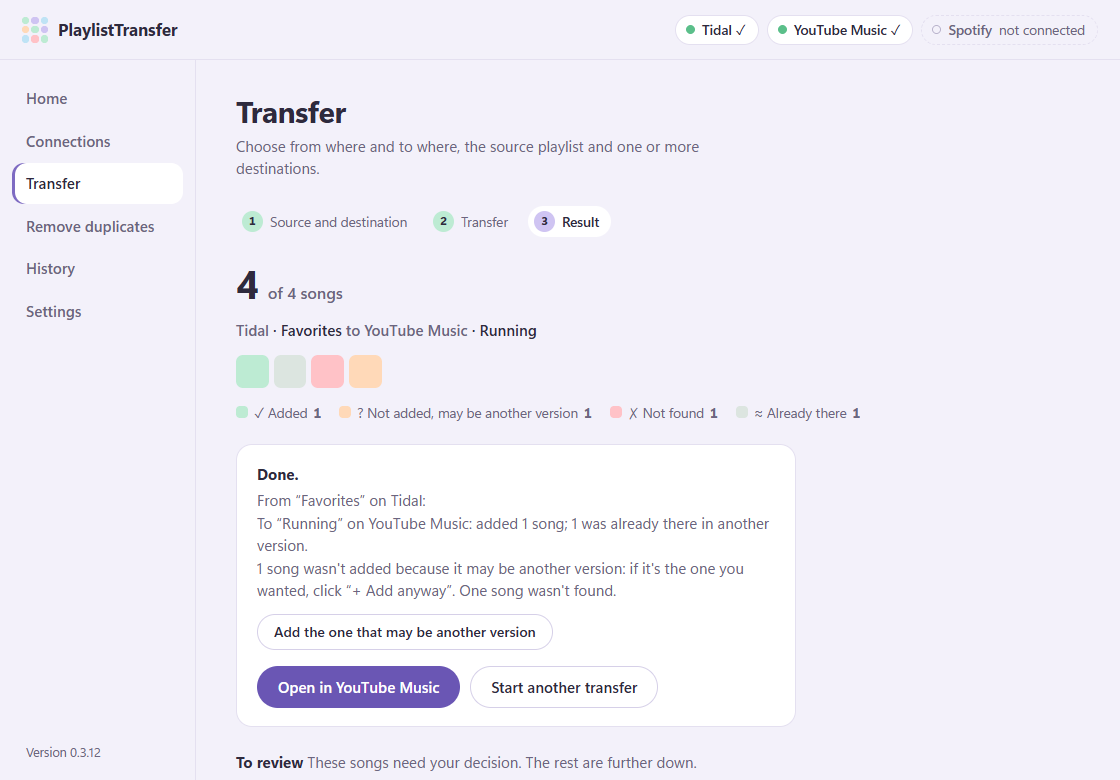 PlaylistTransfer
Tidal ✓
YouTube Music ✓
Spotify not connected
Home
Connections
Transfer
Remove duplicates
History
Settings
Version 0.3.12
Transfer
Choose from where and to where, the source playlist and one or more
destinations.
1 Source and destination
2 Transfer
3 Result
4 of 4 songs
Tidal · Favorites to YouTube Music · Running
✓ Added 1
? Not added, may be another version 1
✗ Not found 1
≈ Already there 1
Done.
From “Favorites” on Tidal:
To “Running” on YouTube Music: added 1 song; 1 was already there in another
version.
1 song wasn't added because it may be another version: if it's the one you
wanted, click “+ Add anyway”. One song wasn't found.
Add the one that may be another version
Open in YouTube Music
Start another transfer
To review These songs need your decision. The rest are further down.